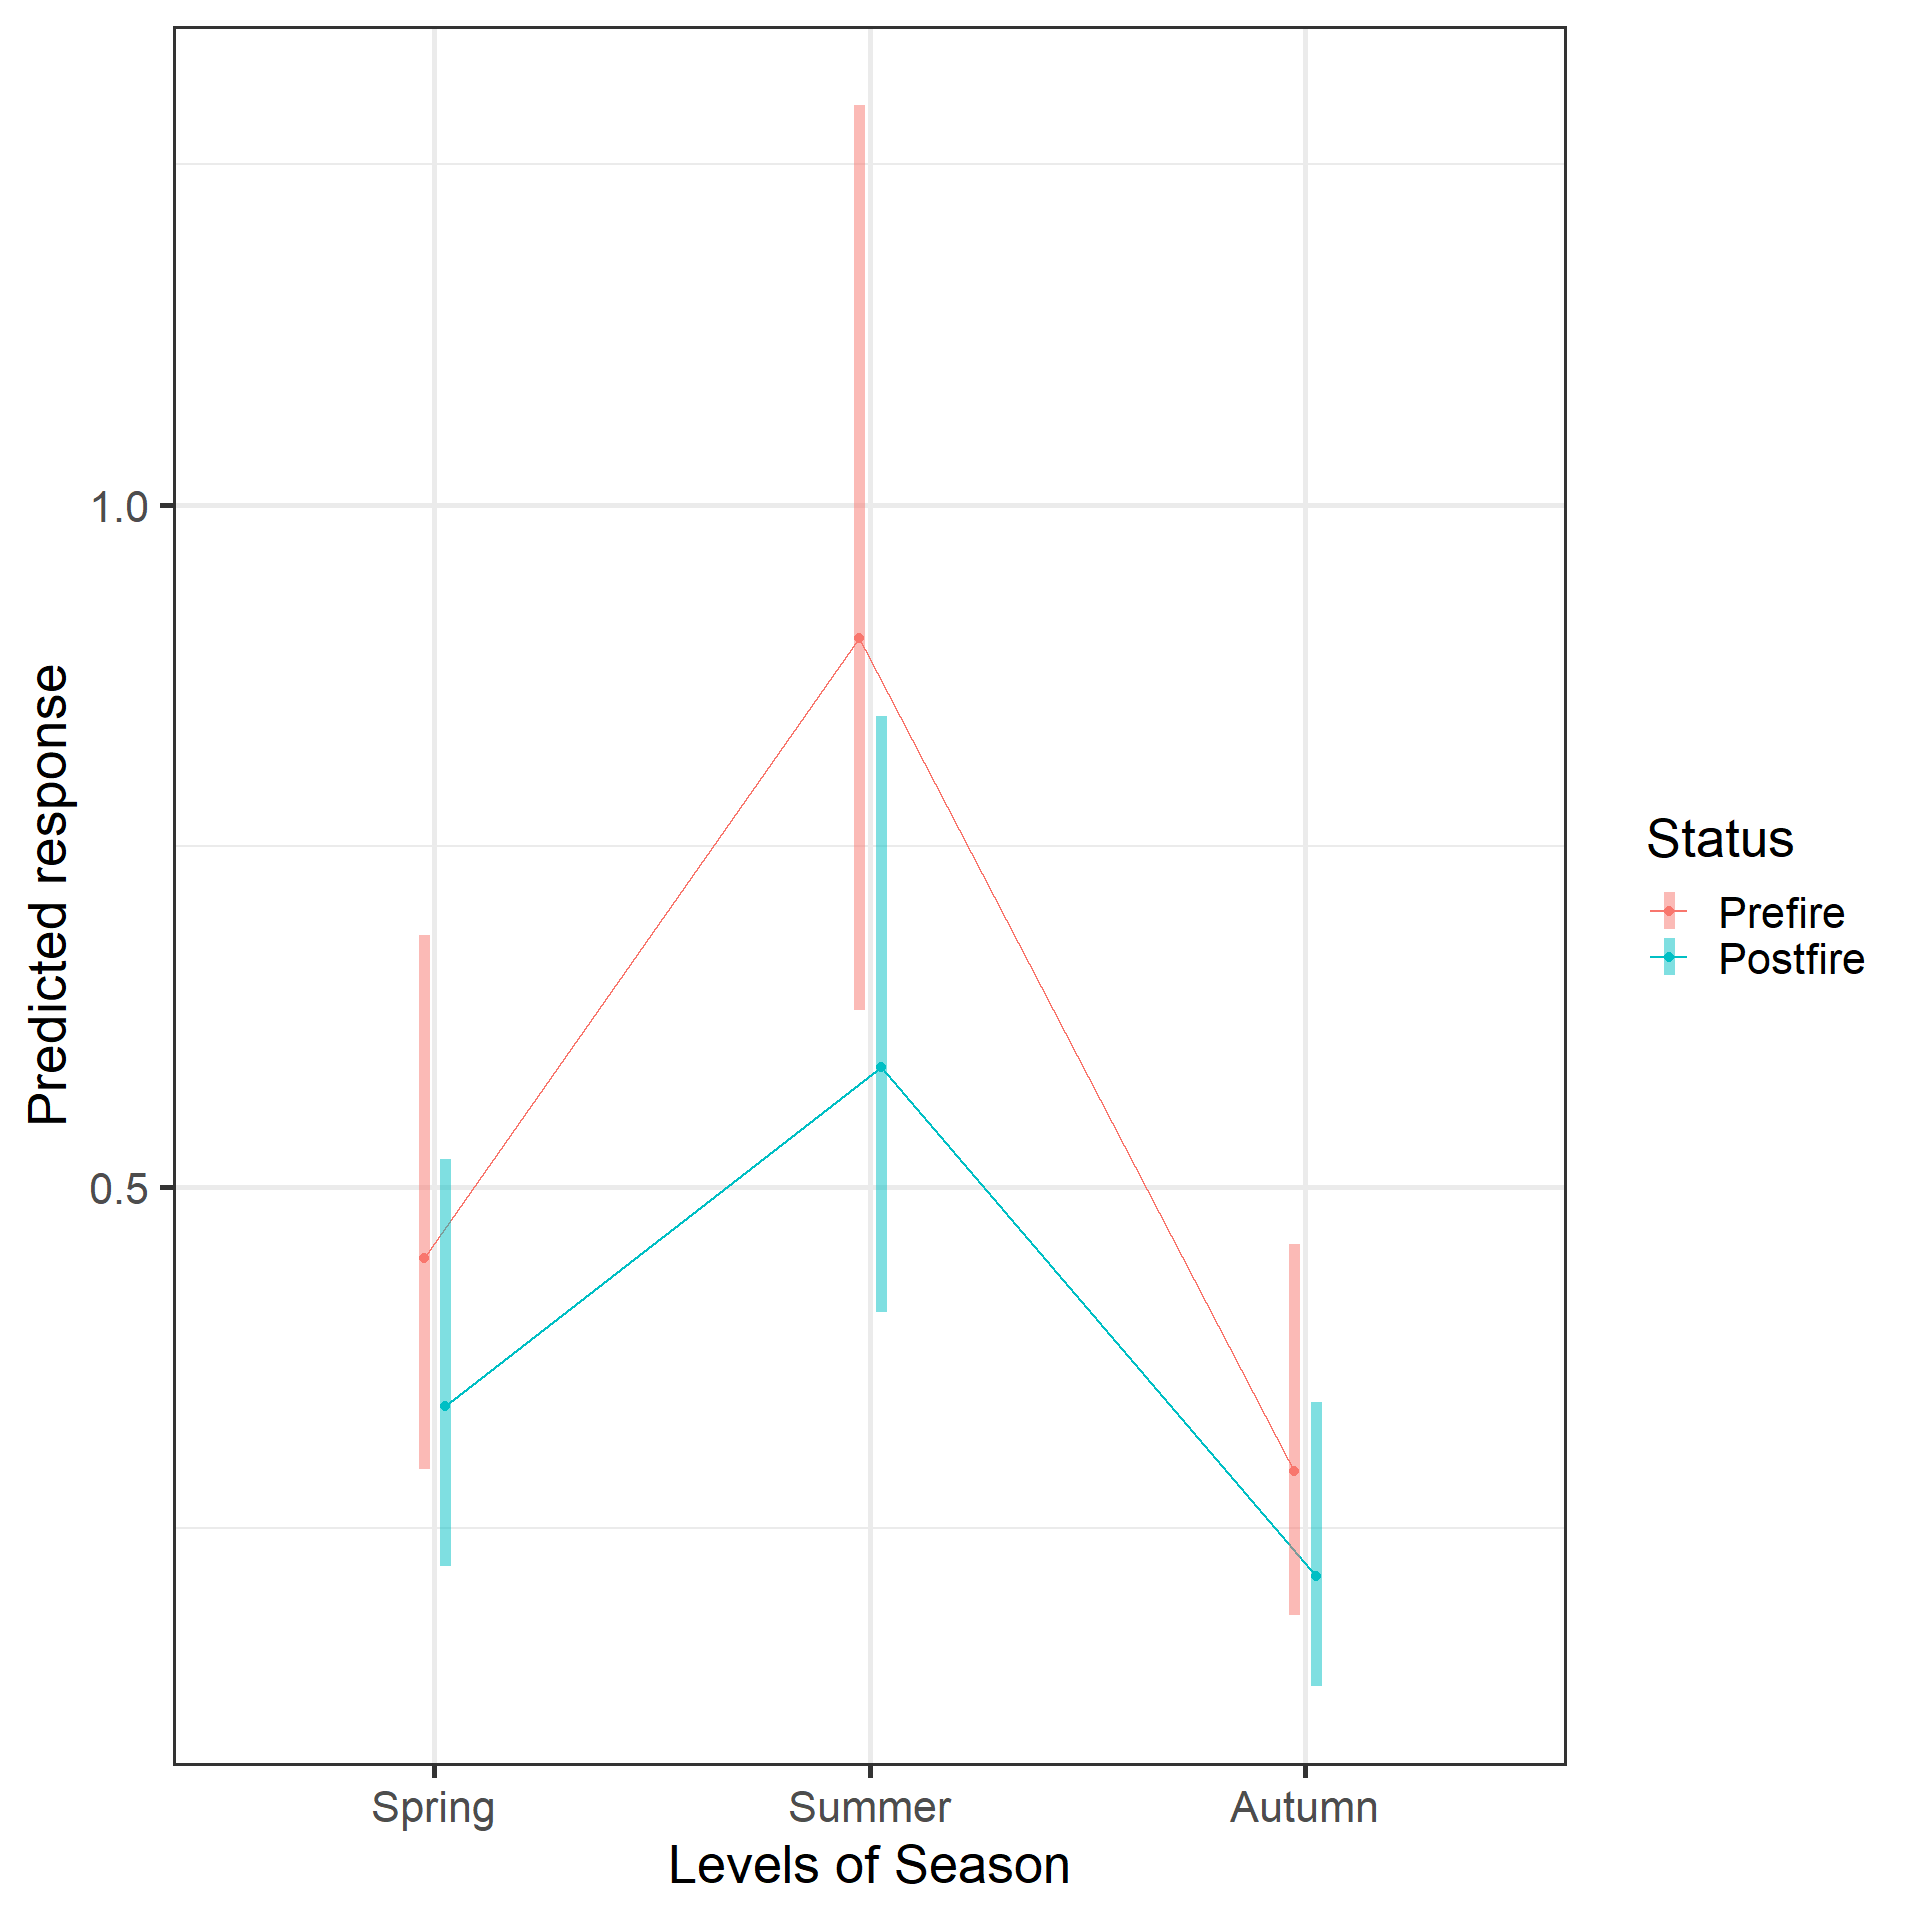 Predicted response
1.0
0.5
Spring
Summer
Autumn
Levels of Season
Status
Prefire
Postfire